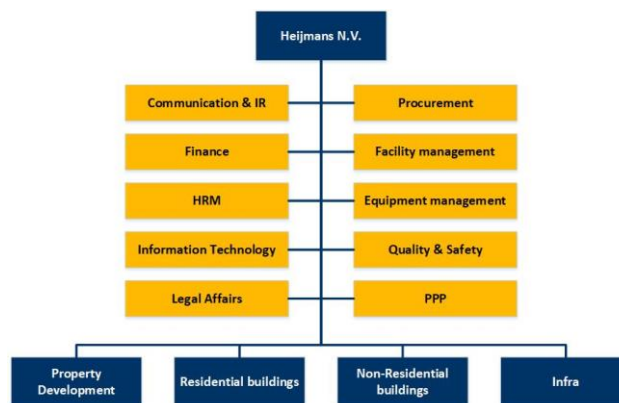 Heijmans N.V.
Communication & IR
Procurement
Finance
Facility management
HRM
Equipment management
Information Technology
Quality & Safety
Legal Affairs
PPP
Property
Development
Residential buildings
Non-Residential
buildings
Infra